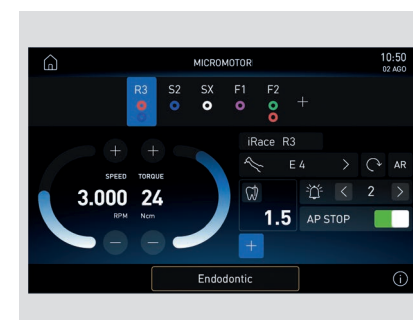 MICROMOTOR
10:50
02 AGO
R3 S2 SX F1 F2 +
iRace R3
E 4 > AR
SPEED TORQUE
3.000 24
RPM Ncm
< 2 >
1.5 AP STOP
Endodontic